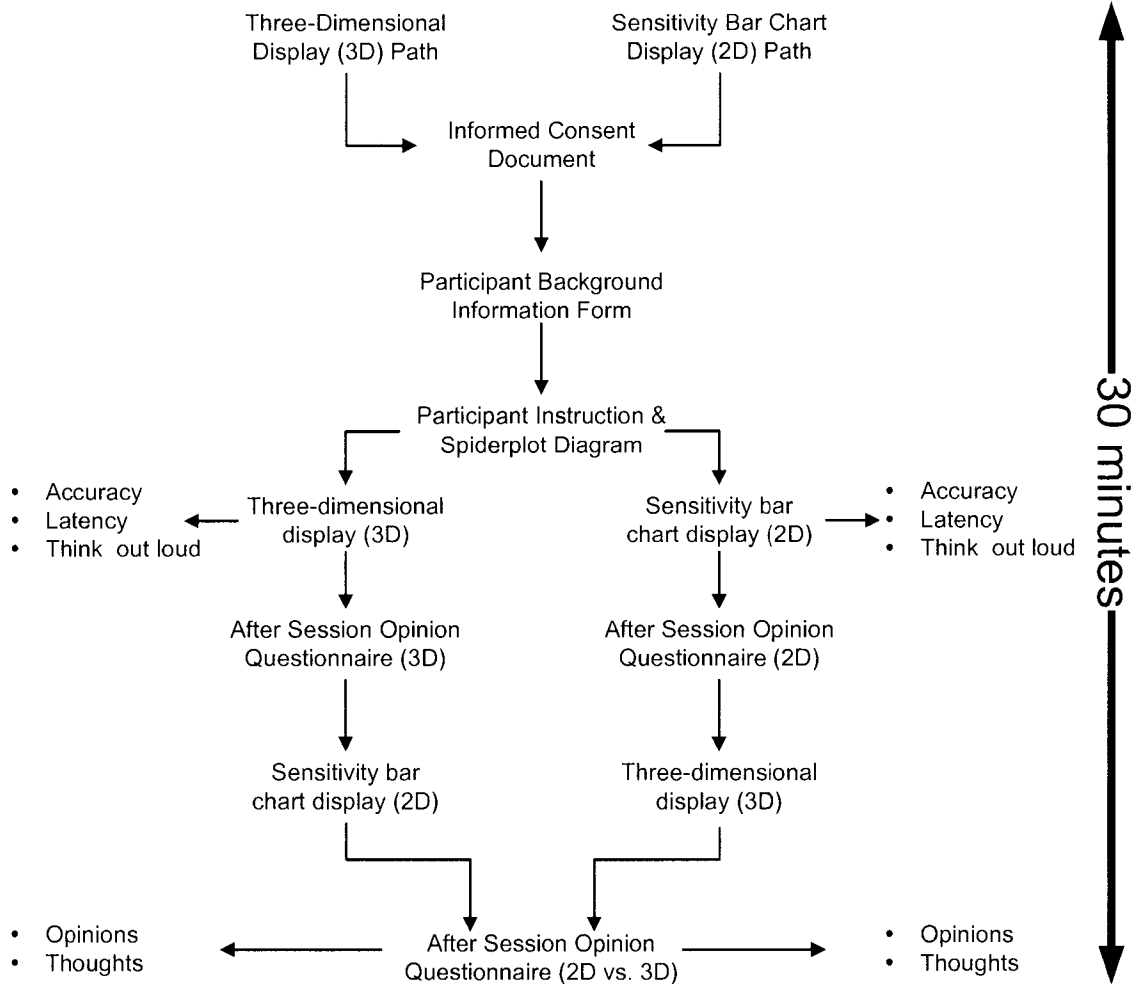 Three-Dimensional
Display (3D) Path
Sensitivity Bar Chart
Display (2D) Path
Informed Consent
Document
Participant Background
Information Form
Participant Instruction &
Spiderplot Diagram
• Accuracy
• Latency
• Think out loud
Three-dimensional
display (3D)
Sensitivity bar
chart display (2D)
• Accuracy
• Latency
• Think out loud
After Session Opinion
Questionnaire (3D)
After Session Opinion
Questionnaire (2D)
Sensitivity bar
chart display (2D)
Three-dimensional
display (3D)
• Opinions
• Thoughts
After Session Opinion
Questionnaire (2D vs. 3D)
• Opinions
• Thoughts
30 minutes